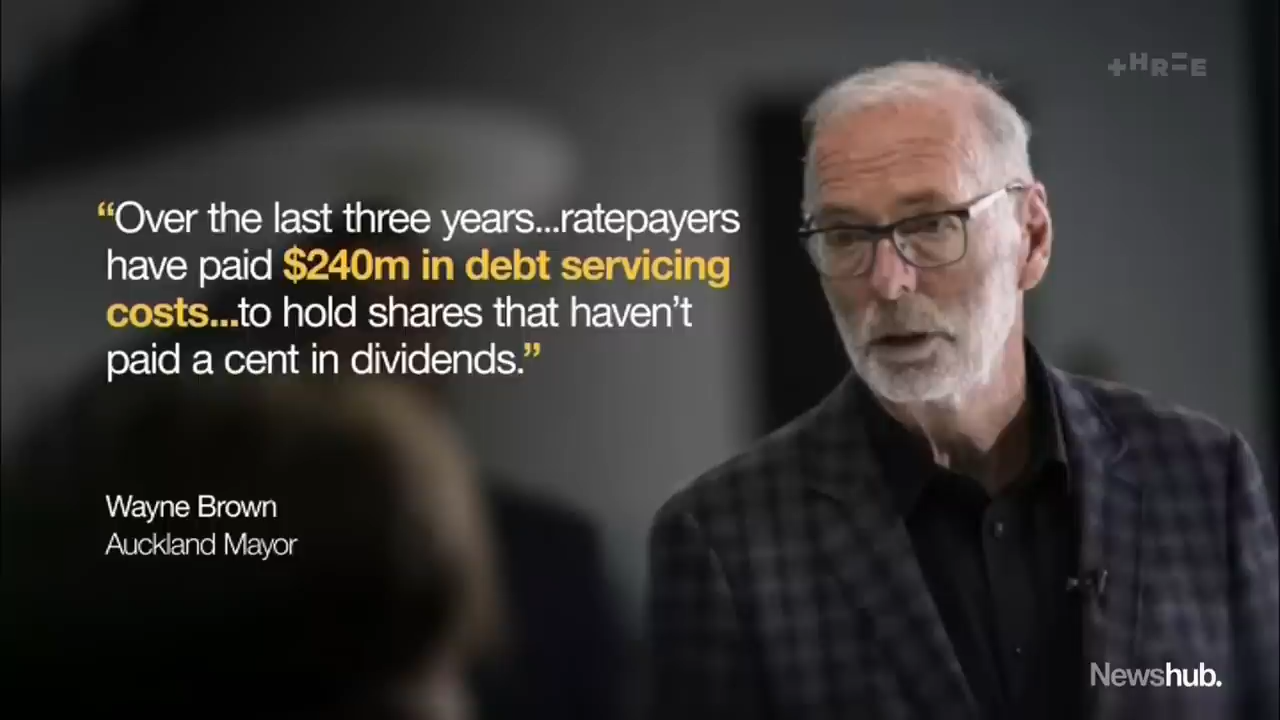 THREE
“Over the last three years...ratepayers
have paid $240m in debt servicing
costs...to hold shares that haven’t
paid a cent in dividends.”
Wayne Brown
Auckland Mayor
Newshub.